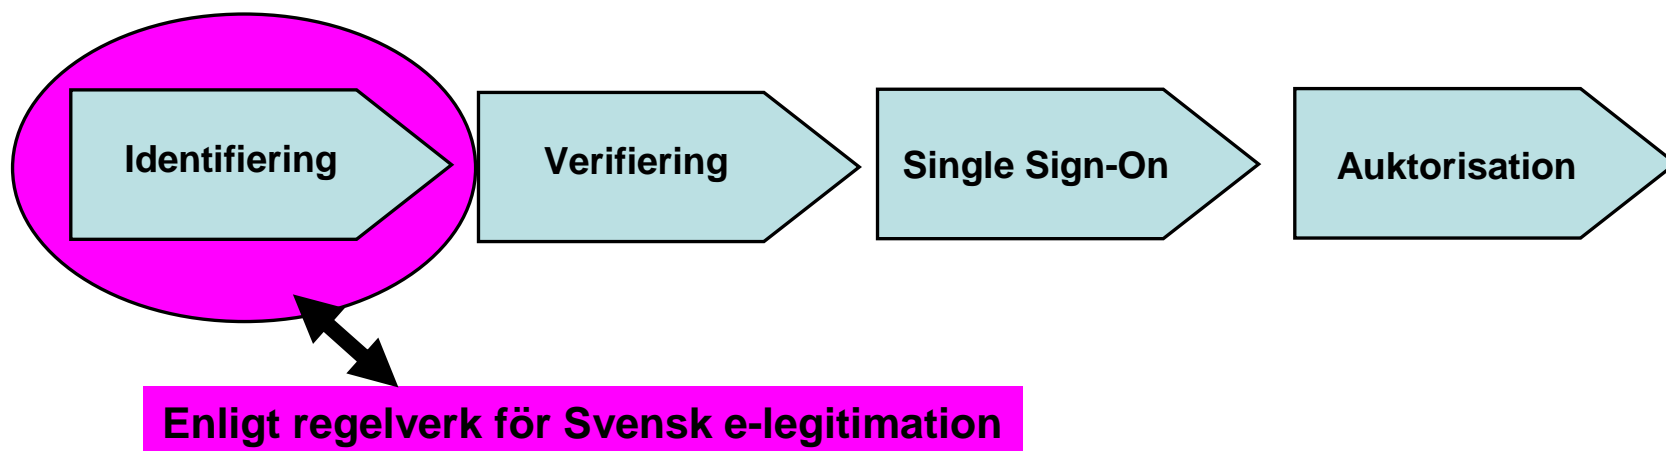 Identifiering
Verifiering
Single Sign-On
Auktorisation
Enligt regelverk för Svensk e-legitimation